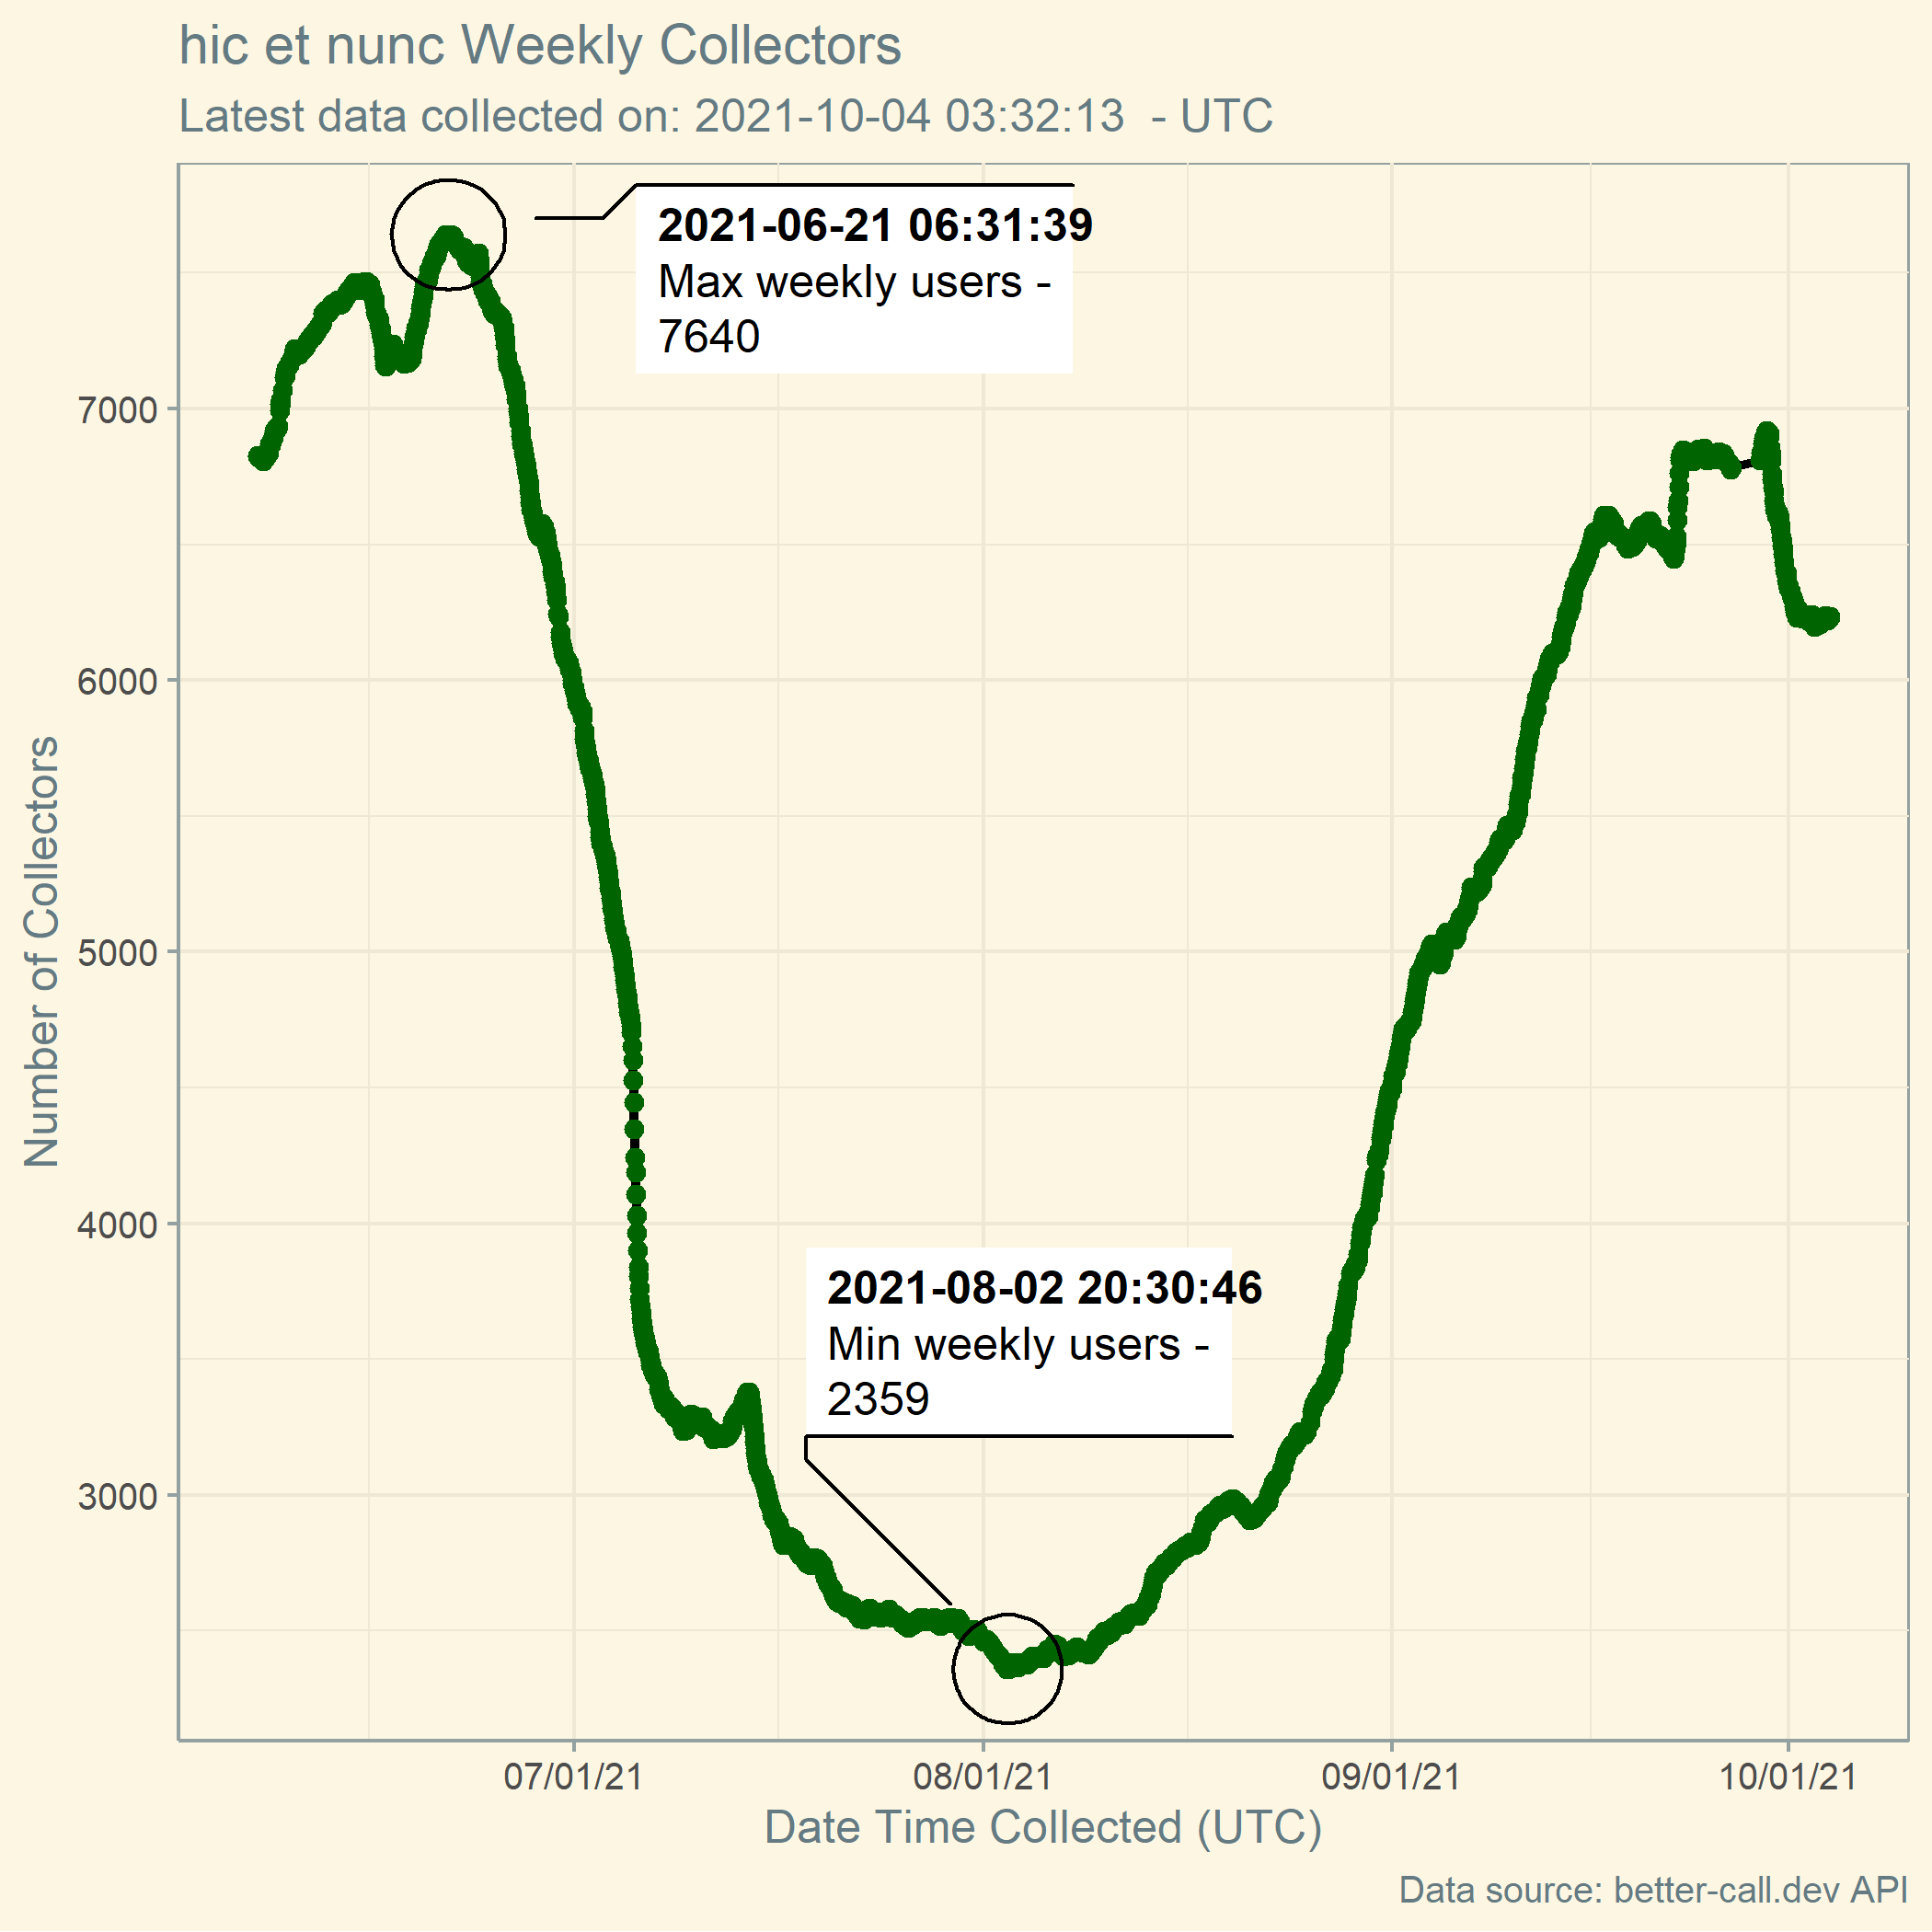 hic et nunc Weekly Collectors
Latest data collected on: 2021-10-04 03:32:13  - UTC
2021-06-21 06:31:39
Max weekly users -
7640
7000
6000
5000
4000
3000
Number of Collectors
2021-08-02 20:30:46
Min weekly users -
2359
07/01/21
08/01/21
09/01/21
10/01/21
Date Time Collected (UTC)
Data source: better-call.dev API